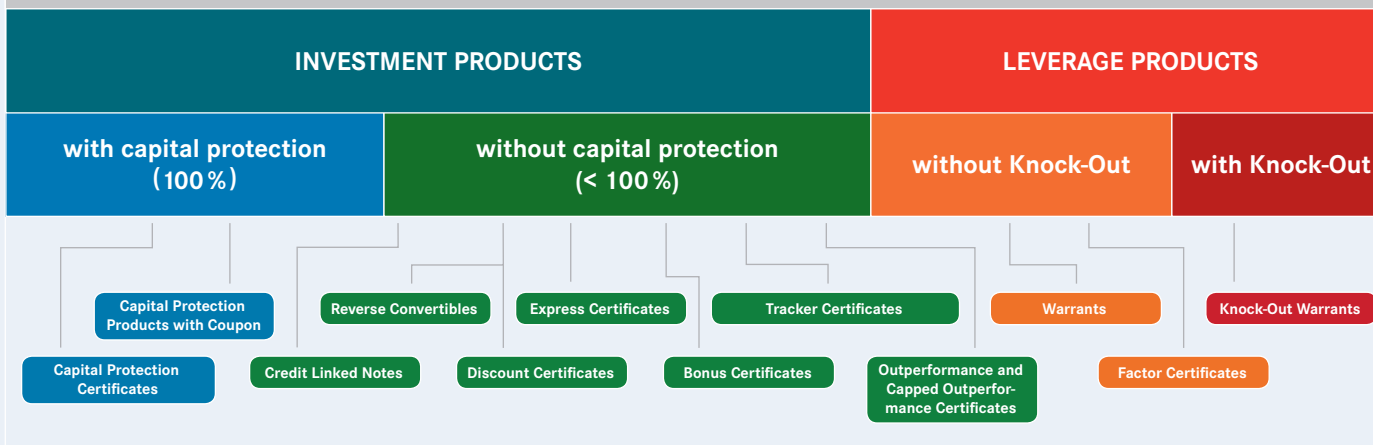 INVESTMENT PRODUCTS
LEVERAGE PRODUCTS
with capital protection
(100 %)
without capital protection
(< 100 %)
without Knock-Out
with Knock-Out
Capital Protection
Products with Coupon
Reverse Convertibles
Express Certificates
Tracker Certificates
Warrants
Knock-Out Warrants
Capital Protection
Certificates
Credit Linked Notes
Discount Certificates
Bonus Certificates
Outperformance and
Capped Outperfor-
mance Certificates
Factor Certificates